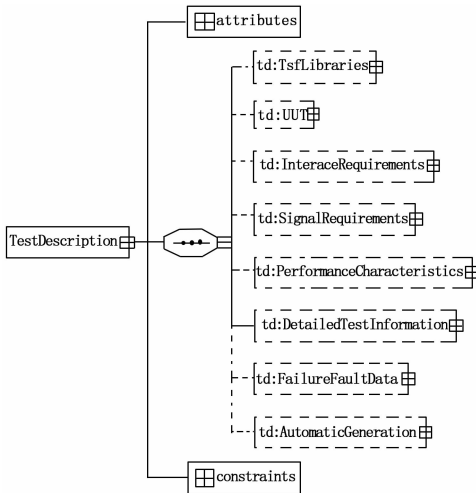 attributes
td:TsfLibraries
td:UUT
td:InteraceRequirements
td:SignalRequirements
TestDescription
td:PerformanceCharacteristics
td:DetailedTestInformation
td:FailureFaultData
td:AutomaticGeneration
constraints